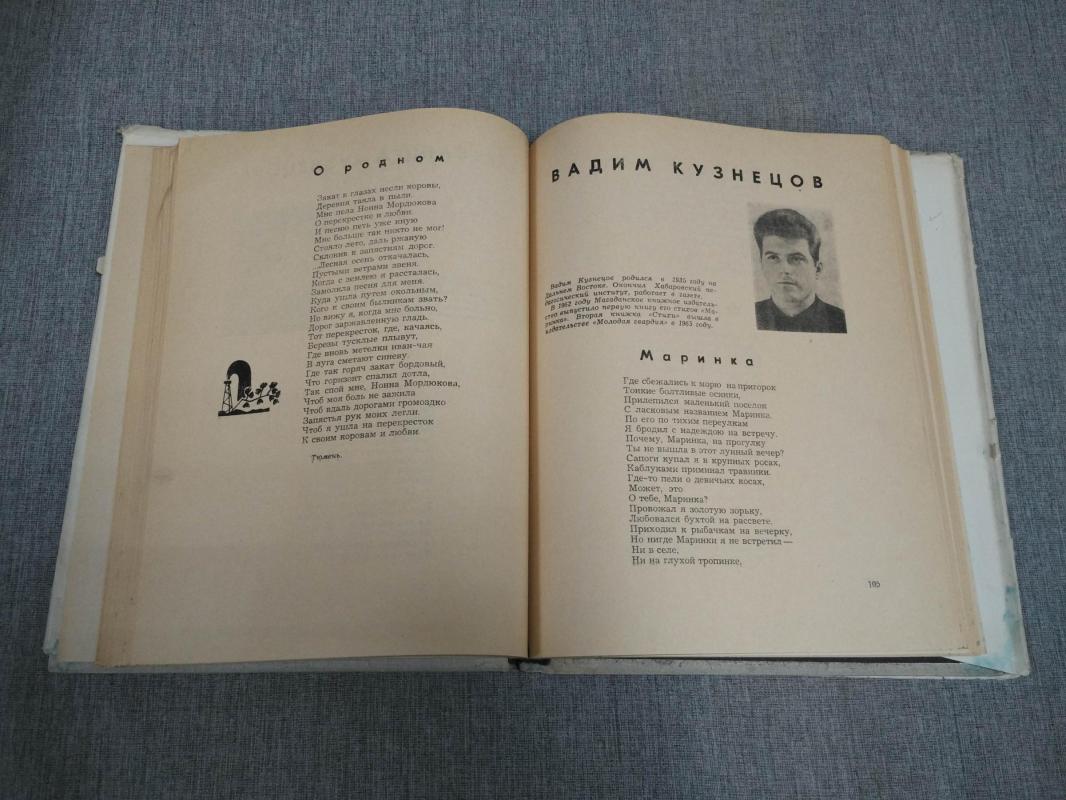 О родном
Закат в глазах несли коровы,
Деревня таяла в пыли.
Мне пела Нонна Мордюкова
О перекрестке и любви.
И песню петь уже иную
Мне больше так никто не мог!
Стояло лето, даль ржаную
Склонив к запястиям дорог.
...Лесная осень откачалась,
Пустыми ветрами звеня.
Когда с землею я рассталась,
Замолкла песня для меня.
Куда ушла путем окольным,
Кого к своим былинкам звать?
Но вижу я, когда мне больно,
Дорог заржавленную гладь.
Тот перекресток, где, качаясь,
Березы тусклые плывут,
Где вновь метелки иван-чая
В луга сметают синеву.
Где так горяч закат бордовый,
Что горизонт спалил дотла,
Так спой мне, Нонна Мордюкова,
Чтоб моя боль не зажила
Чтоб вдаль дорогами громоздко
Запястья рук моих легли.
Чтоб я ушла на перекресток
К своим коровам и любви.
Тюмень.
ВАДИМ КУЗНЕЦОВ
Вадим Кузнецов родился в 1935 году на
Дальнем Востоке. Окончил Хабаровский пе-
дагогический институт, работает в газете.
В 1962 году Магаданское книжное издатель-
ство выпустило первую книгу его стихов «Ма-
ринка». Вторая книжка «Стихи» вышла в
издательстве «Молодая гвардия» в 1963 году.
Маринка
Где сбежались к морю на пригорок
Тонкие болтливые осинки,
Прилепился маленький поселок
С ласковым названием Маринка.
По его по тихим переулкам
Я бродил с надеждою на встречу.
Почему, Маринка, на прогулку
Ты не вышла в этот лунный вечер?
Сапоги купал я в крупных росах,
Каблуками приминал травинки.
Где-то пели о девичьих косах,
Может, это
О тебе, Маринка?
Провожал я золотую зорьку,
Любовался бухтой на рассвете.
Приходил к рыбачкам на вечерку,
Но нигде Маринки я не встретил —
Ни в селе,
Ни на глухой тропинке,
105